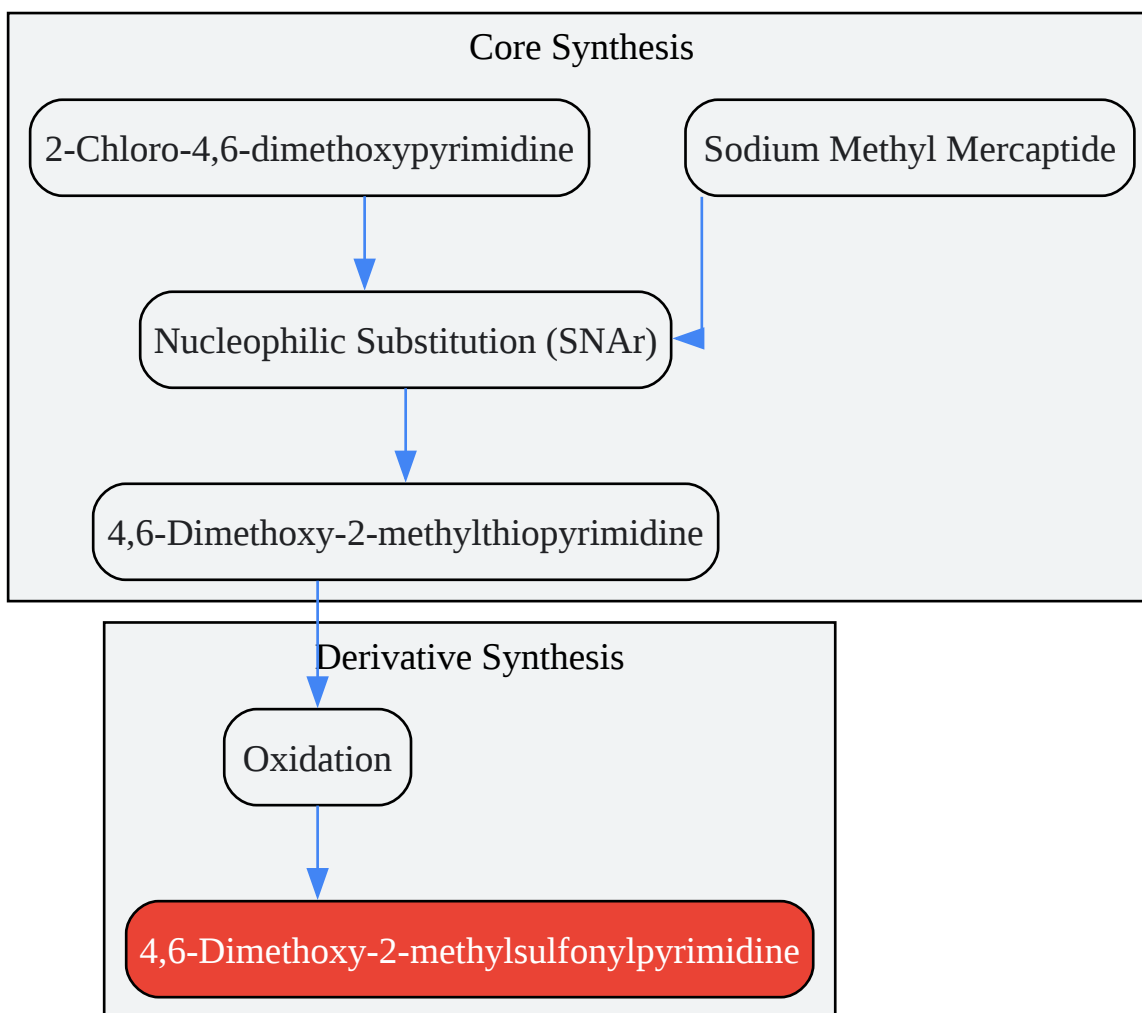 Core Synthesis
2-Chloro-4,6-dimethoxypyrimidine
Sodium Methyl Mercaptide
Nucleophilic Substitution (SNAr)
4,6-Dimethoxy-2-methylthiopyrimidine
Derivative Synthesis
Oxidation
4,6-Dimethoxy-2-methylsulfonylpyrimidine